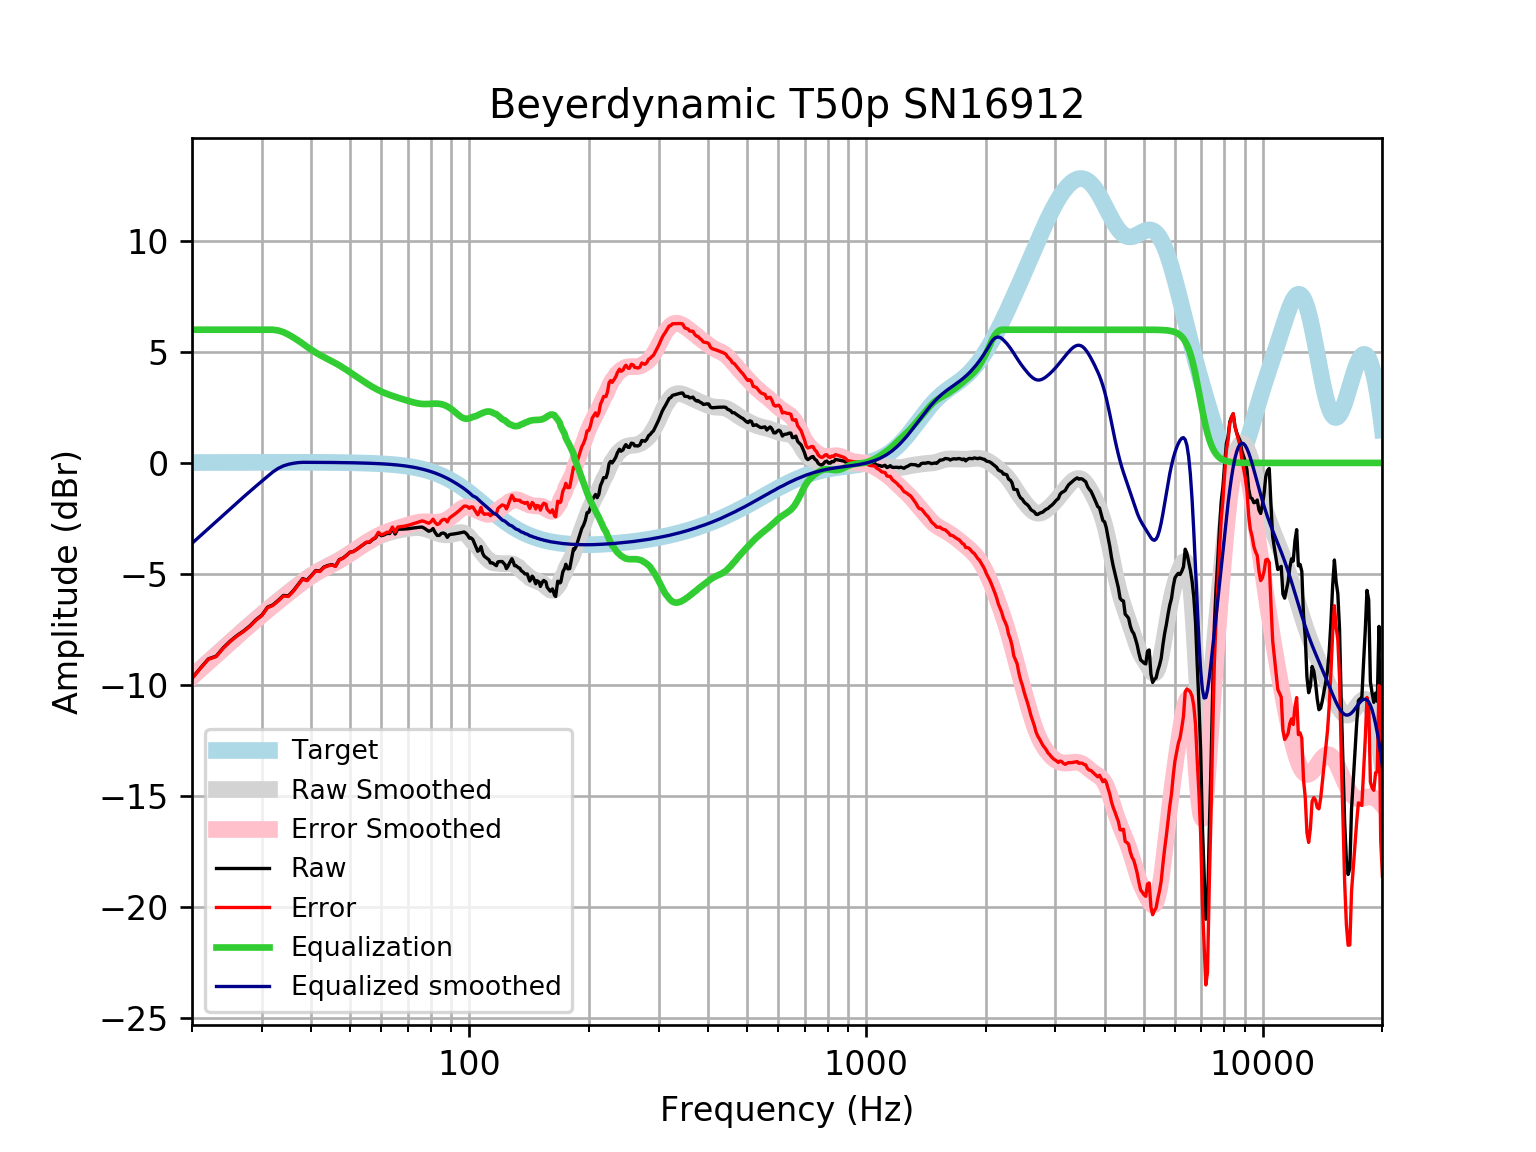 Beyerdynamic T50p SN16912
Amplitude (dBr)
10
5
0
−5
−10
−15
−20
−25
Target
Raw Smoothed
Error Smoothed
Raw
Error
Equalization
Equalized smoothed
100
1000
10000
Frequency (Hz)